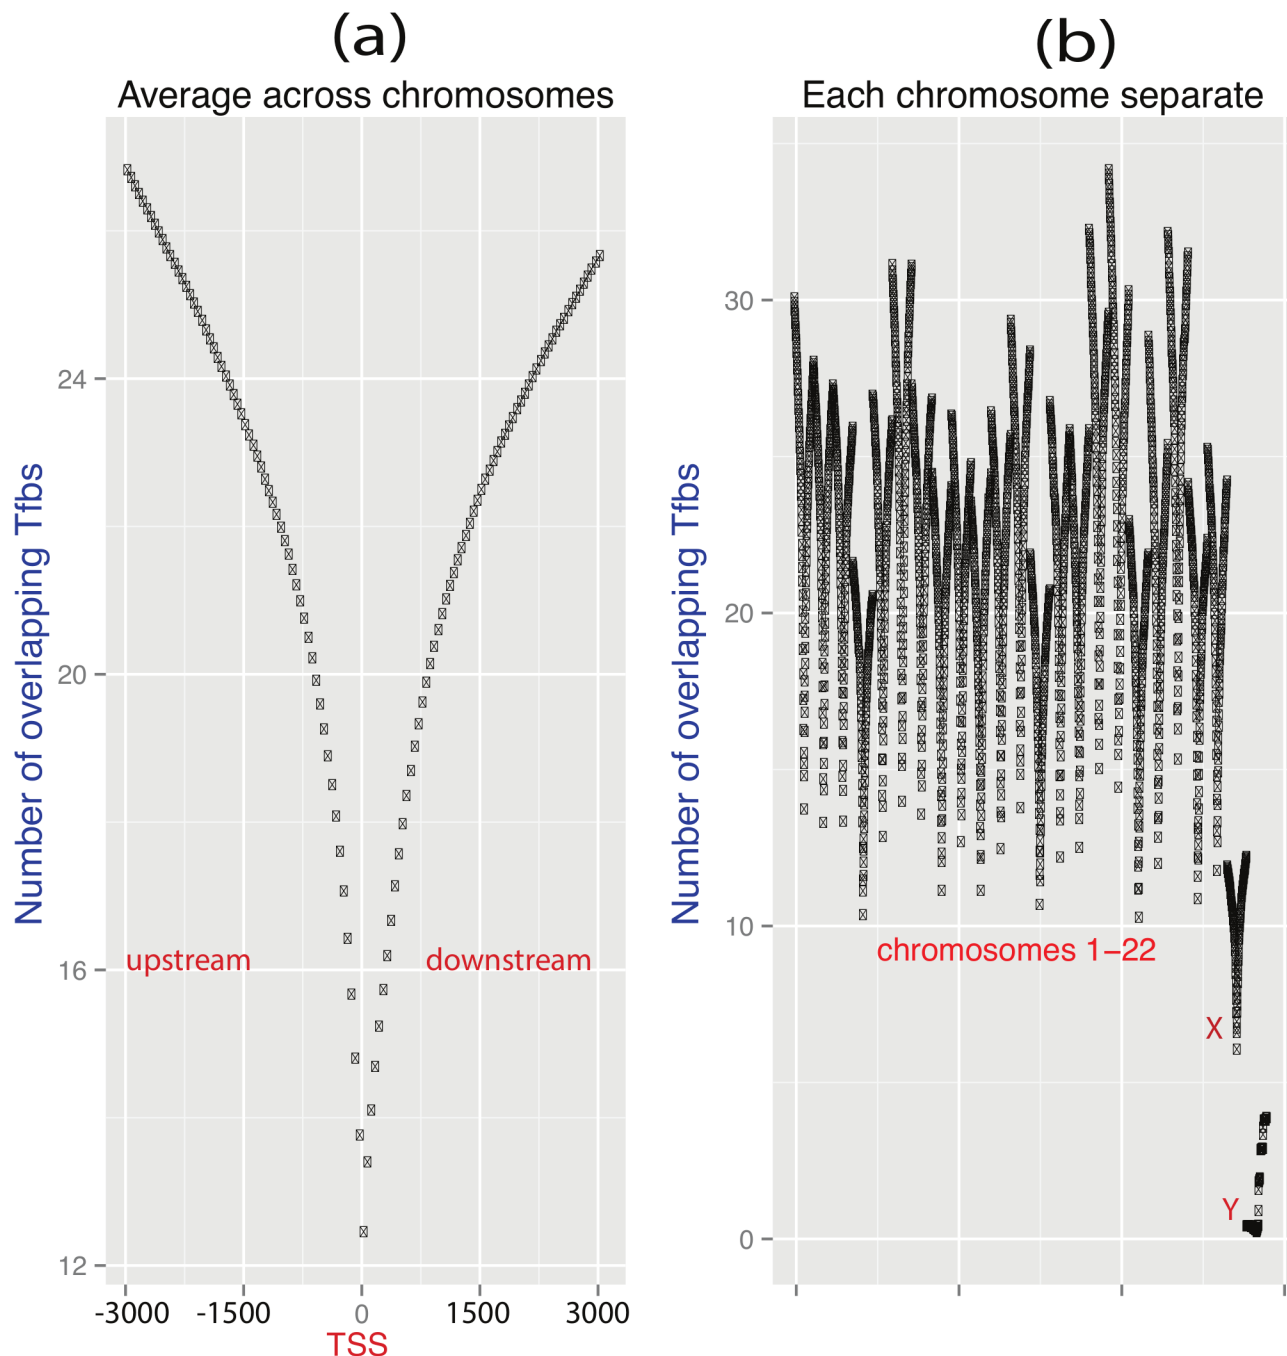 (a)
Average across chromosomes
Number of overlapping Tfbs
24
20
16
12
upstream
downstream
-3000 -1500 0 1500 3000
TSS
(b)
Each chromosome separate
Number of overlapping Tfbs
30
20
10
0
chromosomes 1–22
X
Y